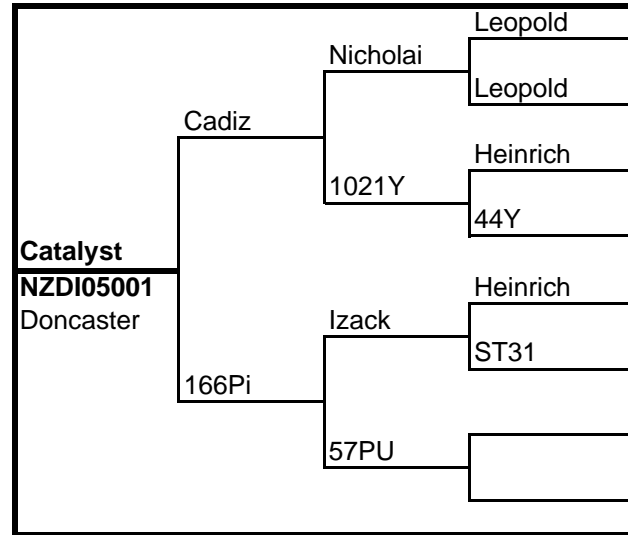 Leopold
Nicholai
Leopold
Cadiz
Heinrich
1021Y
44Y
Catalyst
NZDI05001
Doncaster
Heinrich
Izack
ST31
166Pi
57PU